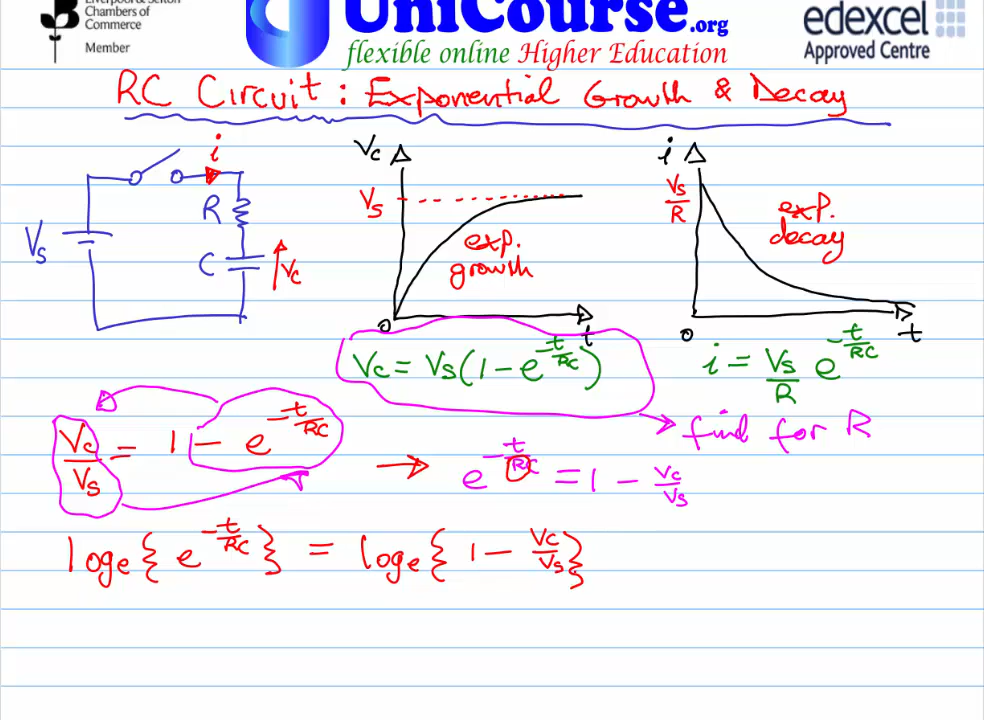 Chambers of
Commerce
Member
UniCourse.org
flexible online Higher Education
edexcel
Approved Centre
RC Circuit : Exponential Growth & Decay
i
Vs
R
C
Vc
Vc
Vs
exp.
growth
0
t
i
Vs/R
exp.
decay
0
t
Vc = Vs(1 - e^-t/RC)
i = Vs/R e^-t/RC
find for R
Vc/Vs = 1 - e^-t/RC → e^-t/RC = 1 - Vc/Vs
loge{e^-t/RC} = loge{1 - Vc/Vs}